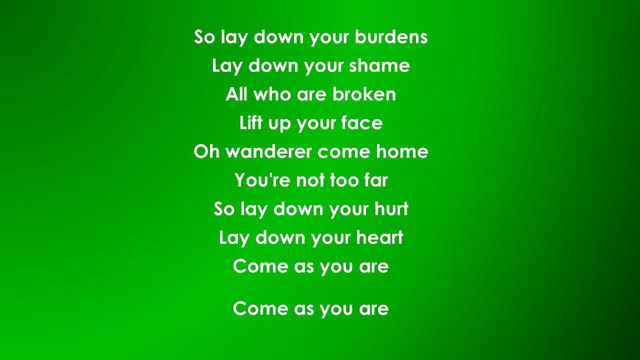 So lay down your burdens
Lay down your shame
All who are broken
Lift up your face
Oh wanderer come home
You're not too far
So lay down your hurt
Lay down your heart
Come as you are
Come as you are